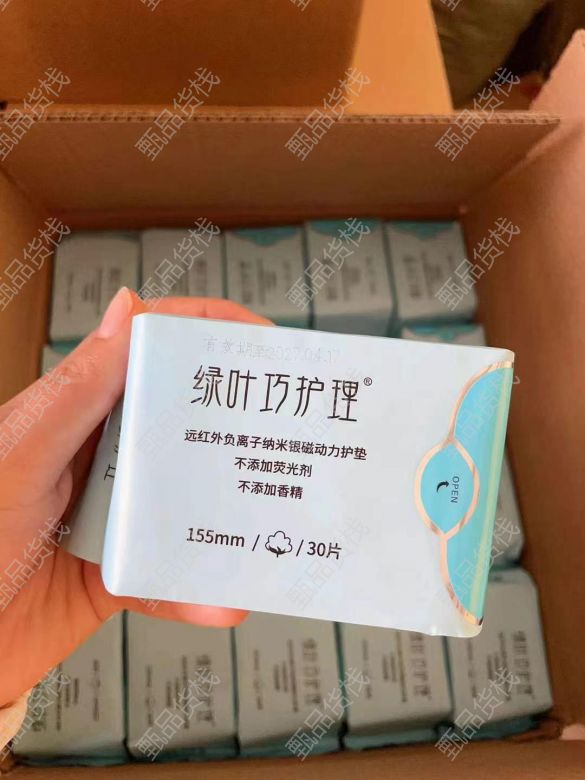 有效期至2027.04.17
绿叶巧护理®
远红外负离子纳米银磁动力护垫
不添加荧光剂
不添加香精
155mm / / 30片
OPEN
甄品货栈